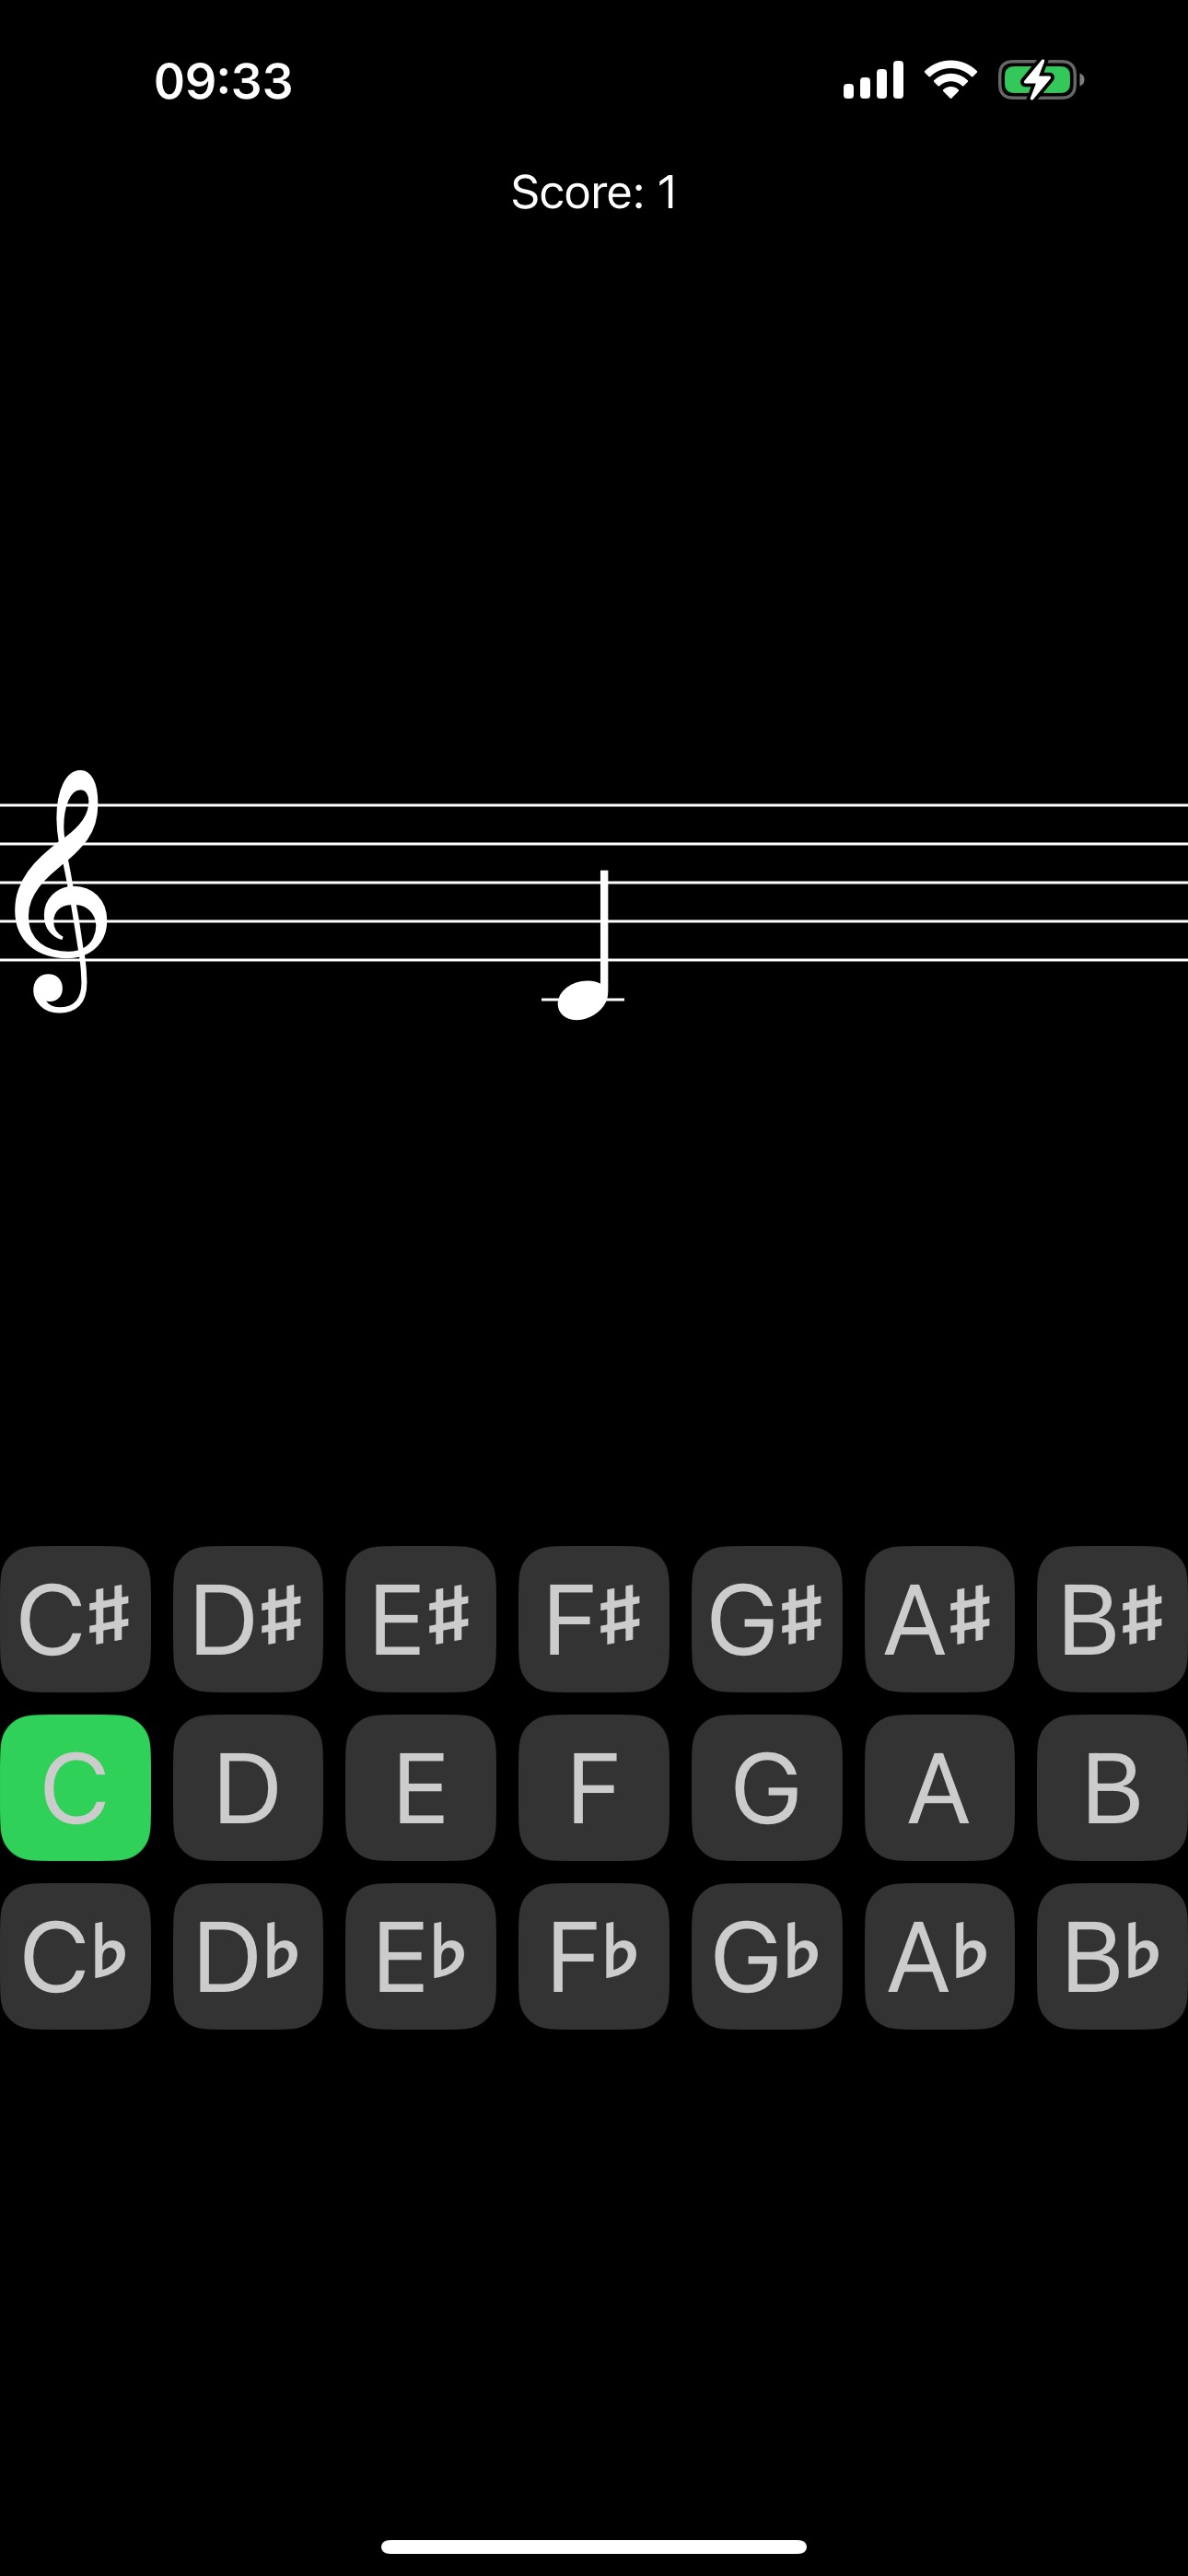 09:33
Score: 1
C♯ D♯ E♯ F♯ G♯ A♯ B♯
C D E F G A B
C♭ D♭ E♭ F♭ G♭ A♭ B♭